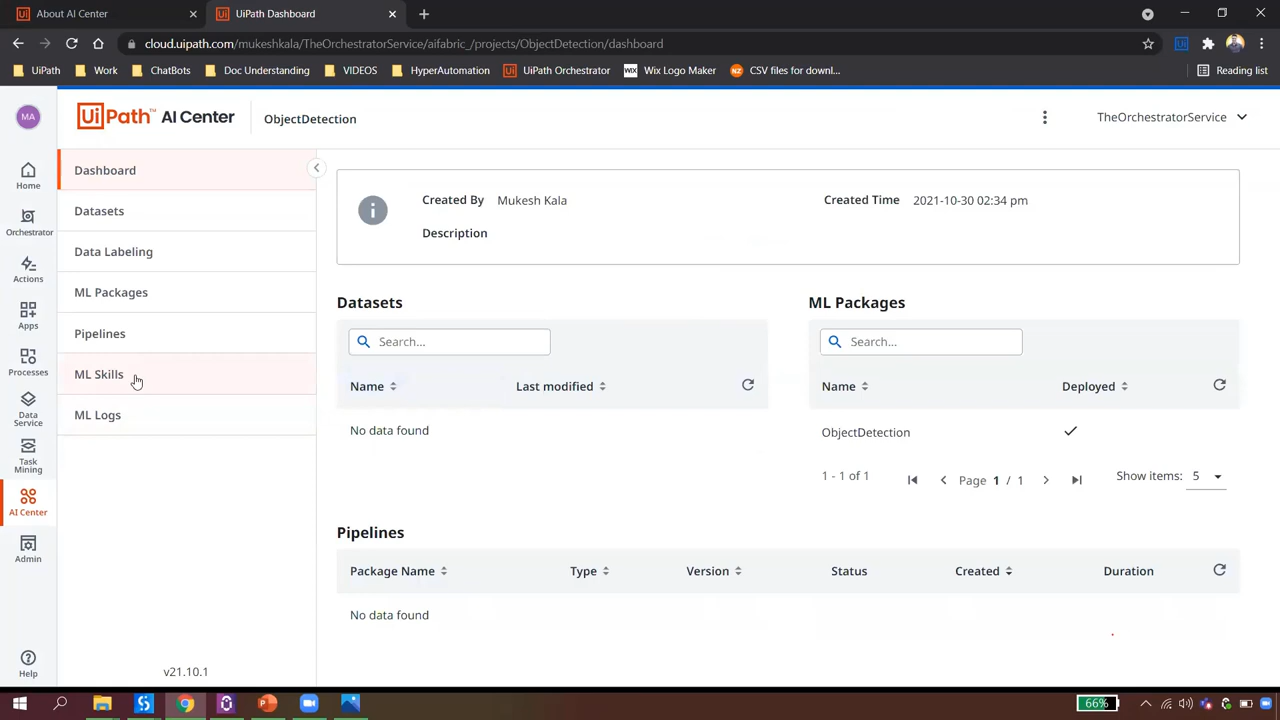 About AI Center
UiPath Dashboard
cloud.uipath.com/mukeshkala/TheOrchestratorService/aifabric_/projects/ObjectDetection/dashboard
UiPath Work ChatBots Doc Understanding VIDEOS HyperAutomation UiPath Orchestrator WiX Wix Logo Maker NZ CSV files for downl... Reading list
MA
UiPath™ AI Center
ObjectDetection
TheOrchestratorService
Home
Orchestrator
Actions
Apps
Processes
Data Service
Task Mining
AI Center
Admin
Help
Dashboard
Datasets
Data Labeling
ML Packages
Pipelines
ML Skills
ML Logs
v21.10.1
Created By Mukesh Kala
Created Time 2021-10-30 02:34 pm
Description
Datasets
Search...
Name Last modified
No data found
ML Packages
Search...
Name Deployed
ObjectDetection
1 - 1 of 1 Page 1 / 1 Show items: 5
Pipelines
Package Name Type Version Status Created Duration
No data found
66%